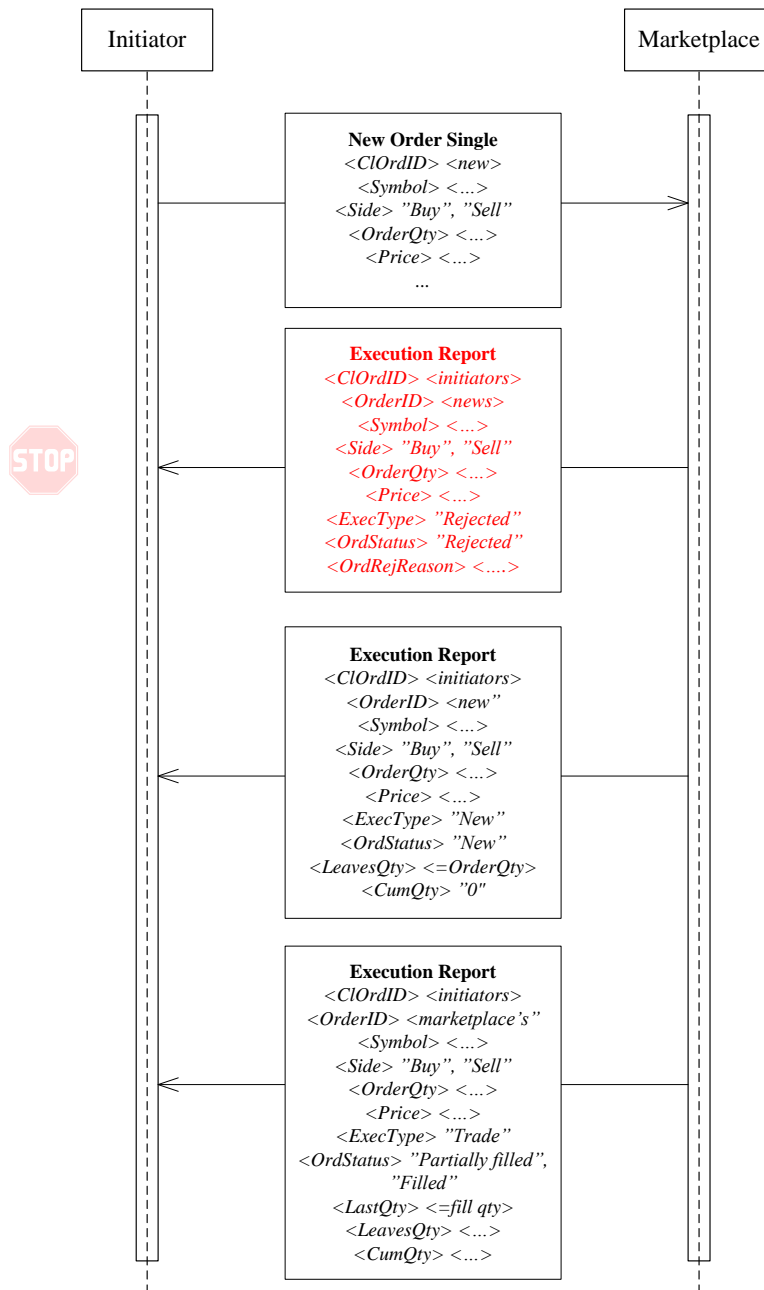 Initiator
Marketplace
New Order Single
<ClOrdID> <new>
<Symbol> <...>
<Side> ”Buy”, ”Sell”
<OrderQty> <...>
<Price> <...>
...
Execution Report
<ClOrdID> <initiators>
<OrderID> <news>
<Symbol> <...>
<Side> ”Buy”, ”Sell”
<OrderQty> <...>
<Price> <...>
<ExecType> ”Rejected”
<OrdStatus> ”Rejected”
<OrdRejReason> <....>
STOP
Execution Report
<ClOrdID> <initiators>
<OrderID> <new”
<Symbol> <...>
<Side> ”Buy”, ”Sell”
<OrderQty> <...>
<Price> <...>
<ExecType> ”New”
<OrdStatus> ”New”
<LeavesQty> <=OrderQty>
<CumQty> ”0"
Execution Report
<ClOrdID> <initiators>
<OrderID> <marketplace’s”
<Symbol> <...>
<Side> ”Buy”, ”Sell”
<OrderQty> <...>
<Price> <...>
<ExecType> ”Trade”
<OrdStatus> ”Partially filled”,
”Filled”
<LastQty> <=fill qty>
<LeavesQty> <...>
<CumQty> <...>